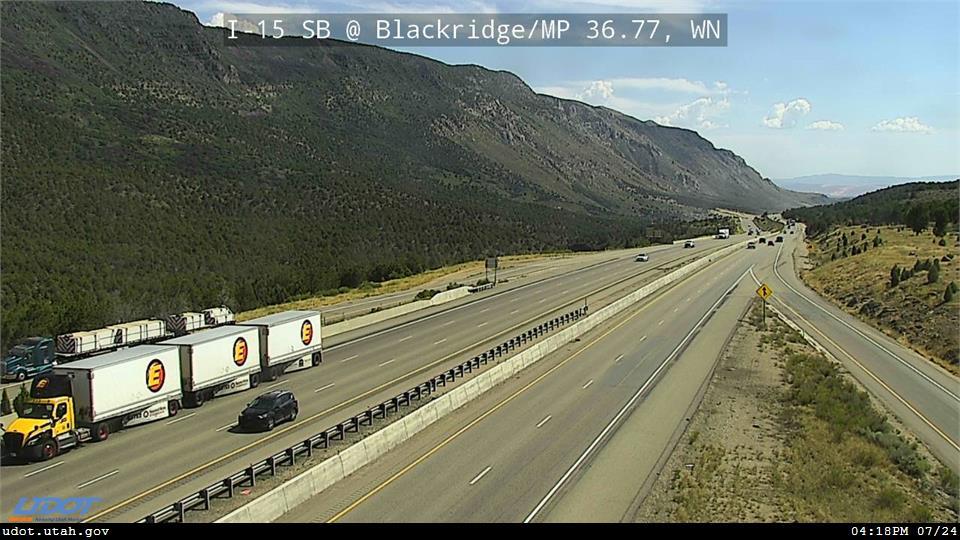 I-15 SB @ Blackridge/MP 36.77, WN
E E E
UDOT
udot.utah.gov
04:18PM 07/24